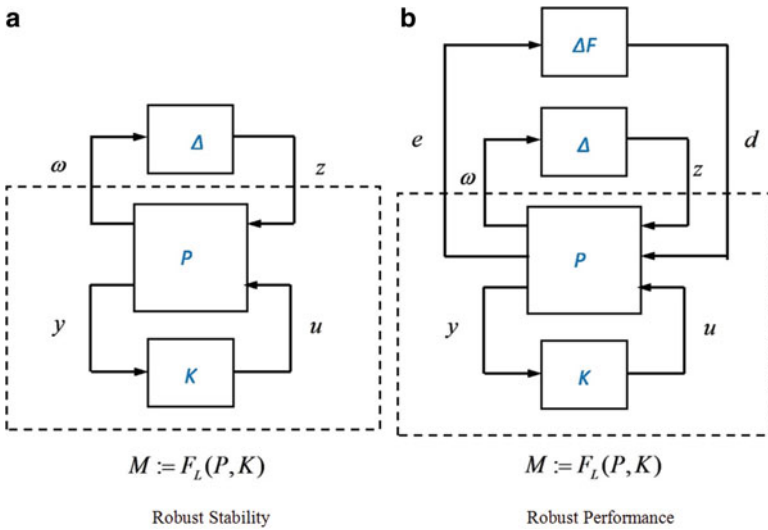 a
Δ
ω
z
P
y
u
K
M := F_L(P, K)
Robust Stability
b
ΔF
e
d
Δ
ω
z
P
y
u
K
M := F_L(P, K)
Robust Performance